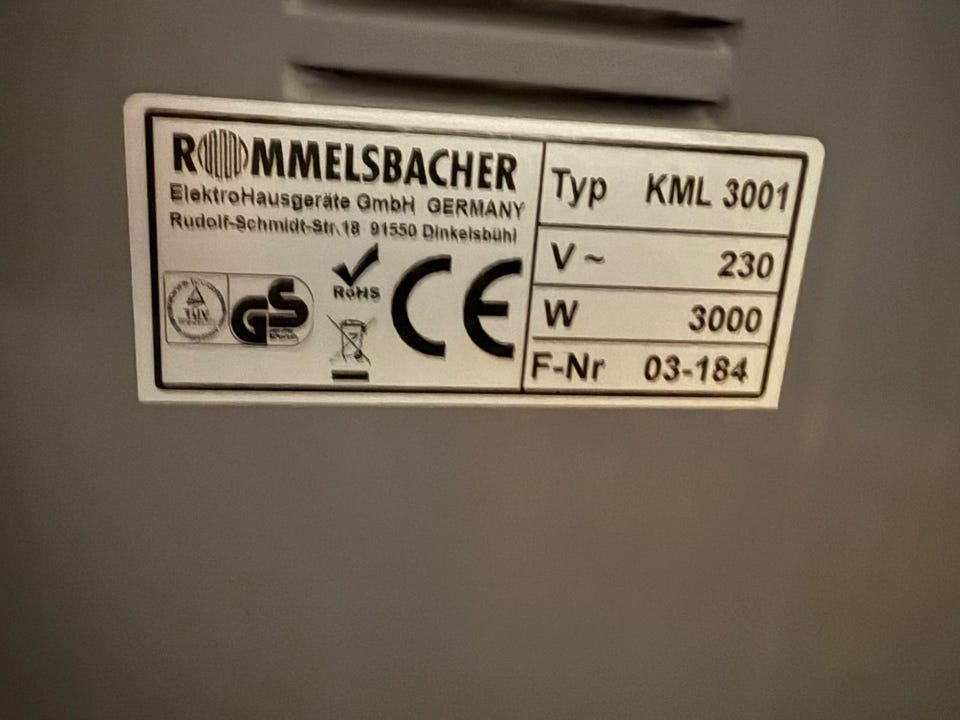 ROMMELSBACHER
ElektroHausgeräte GmbH GERMANY
Rudolf-Schmidt-Str.18 91550 Dinkelsbühl
TÜV
GS
RoHS
CE
Typ KML 3001
V~ 230
W 3000
F-Nr 03-184